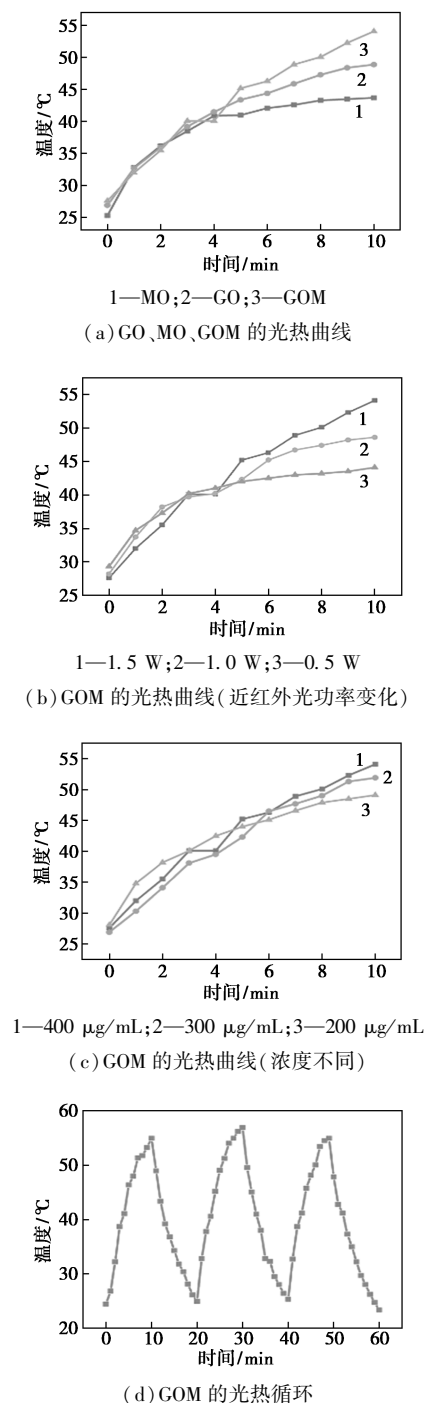 55
50
45
40
35
30
25
温度/℃
3
2
1
0 2 4 6 8 10
时间/min
1—MO;2—GO;3—GOM
(a)GO、MO、GOM 的光热曲线
55
50
45
40
35
30
25
温度/℃
1
2
3
0 2 4 6 8 10
时间/min
1—1.5 W;2—1.0 W;3—0.5 W
(b)GOM 的光热曲线(近红外光功率变化)
55
50
45
40
35
30
25
温度/℃
1
2
3
0 2 4 6 8 10
时间/min
1—400 μg/mL;2—300 μg/mL;3—200 μg/mL
(c)GOM 的光热曲线(浓度不同)
60
50
40
30
20
温度/℃
0 10 20 30 40 50 60
时间/min
(d)GOM 的光热循环